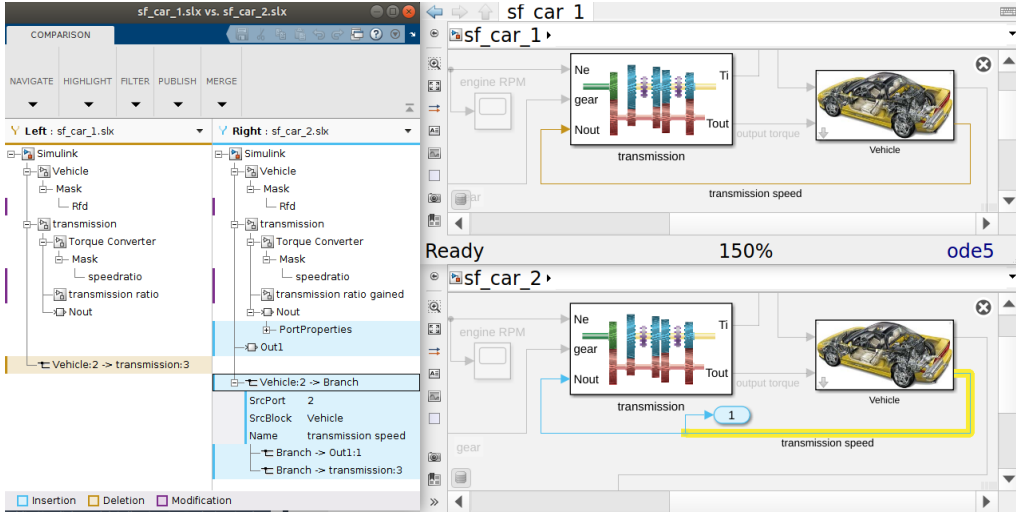 sf_car_1.slx vs. sf_car_2.slx
COMPARISON
NAVIGATE HIGHLIGHT FILTER PUBLISH MERGE
Left : sf_car_1.slx
Simulink
Vehicle
Mask
Rfd
transmission
Torque Converter
Mask
speedratio
transmission ratio
Nout
Vehicle:2 -> transmission:3
Right : sf_car_2.slx
Simulink
Vehicle
Mask
Rfd
transmission
Torque Converter
Mask
speedratio
transmission ratio gained
Nout
PortProperties
Out1
Vehicle:2 -> Branch
SrcPort 2
SrcBlock Vehicle
Name transmission speed
Branch -> Out1:1
Branch -> transmission:3
Insertion Deletion Modification
sf_car_1
sf_car_1
engine RPM
Ne
gear
Nout
Ti
Tout
transmission
output torque
Vehicle
transmission speed
gear
Ready 150% ode5
sf_car_2
engine RPM
Ne
gear
Nout
Ti
Tout
transmission
output torque
Vehicle
1
transmission speed
gear